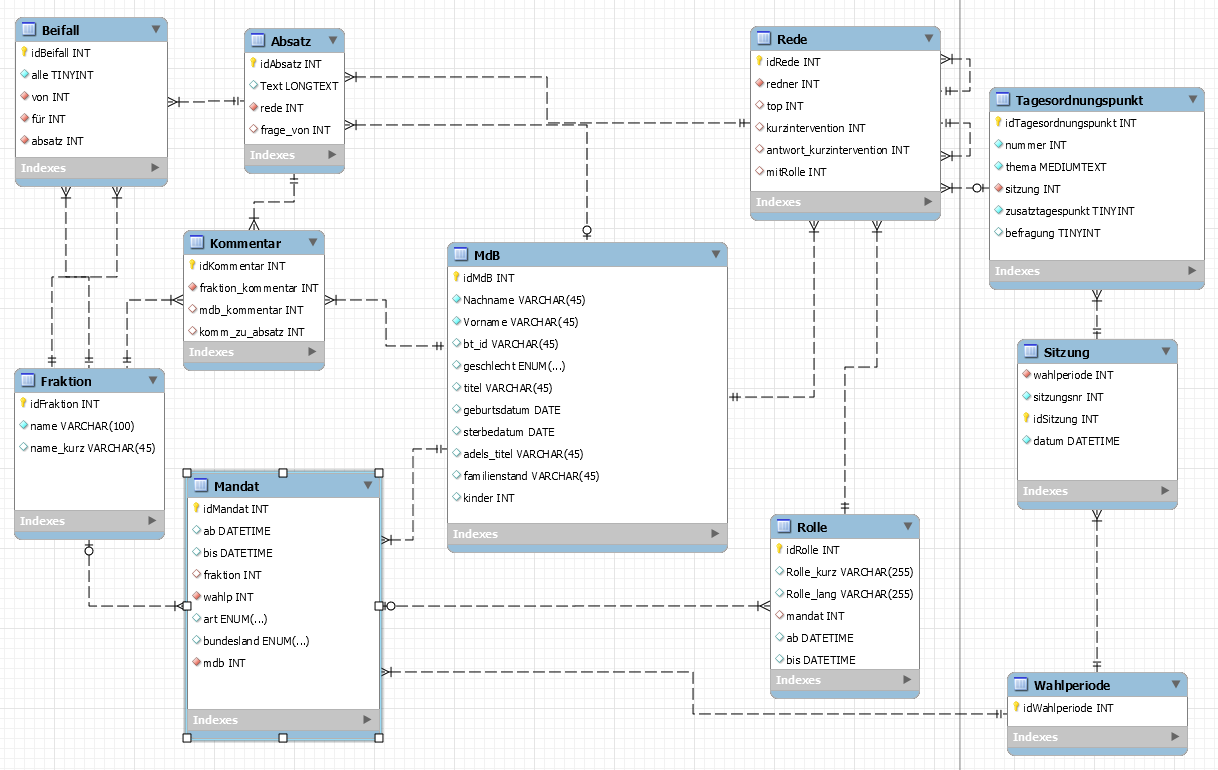 Beifall
idBeifall INT
alle TINYINT
von INT
für INT
absatz INT
Indexes
Absatz
idAbsatz INT
Text LONGTEXT
rede INT
frage_von INT
Indexes
Rede
idRede INT
redner INT
top INT
kurzintervention INT
antwort_kurzintervention INT
mitRolle INT
Indexes
Tagesordnungspunkt
idTagesordnungspunkt INT
nummer INT
thema MEDIUMTEXT
sitzung INT
zusatztagespunkt TINYINT
befragung TINYINT
Indexes
Kommentar
idKommentar INT
fraktion_kommentar INT
mdb_kommentar INT
komm_zu_absatz INT
Indexes
MdB
idMdB INT
Nachname VARCHAR(45)
Vorname VARCHAR(45)
bt_id VARCHAR(45)
geschlecht ENUM(...)
titel VARCHAR(45)
geburtsdatum DATE
sterbedatum DATE
adels_titel VARCHAR(45)
familienstand VARCHAR(45)
kinder INT
Indexes
Sitzung
wahlperiode INT
sitzungsnr INT
idSitzung INT
datum DATETIME
Indexes
Fraktion
idFraktion INT
name VARCHAR(100)
name_kurz VARCHAR(45)
Indexes
Mandat
idMandat INT
ab DATETIME
bis DATETIME
fraktion INT
wahlp INT
art ENUM(...)
bundesland ENUM(...)
mdb INT
Indexes
Rolle
idRolle INT
Rolle_kurz VARCHAR(255)
Rolle_lang VARCHAR(255)
mandat INT
ab DATETIME
bis DATETIME
Indexes
Wahlperiode
idWahlperiode INT
Indexes